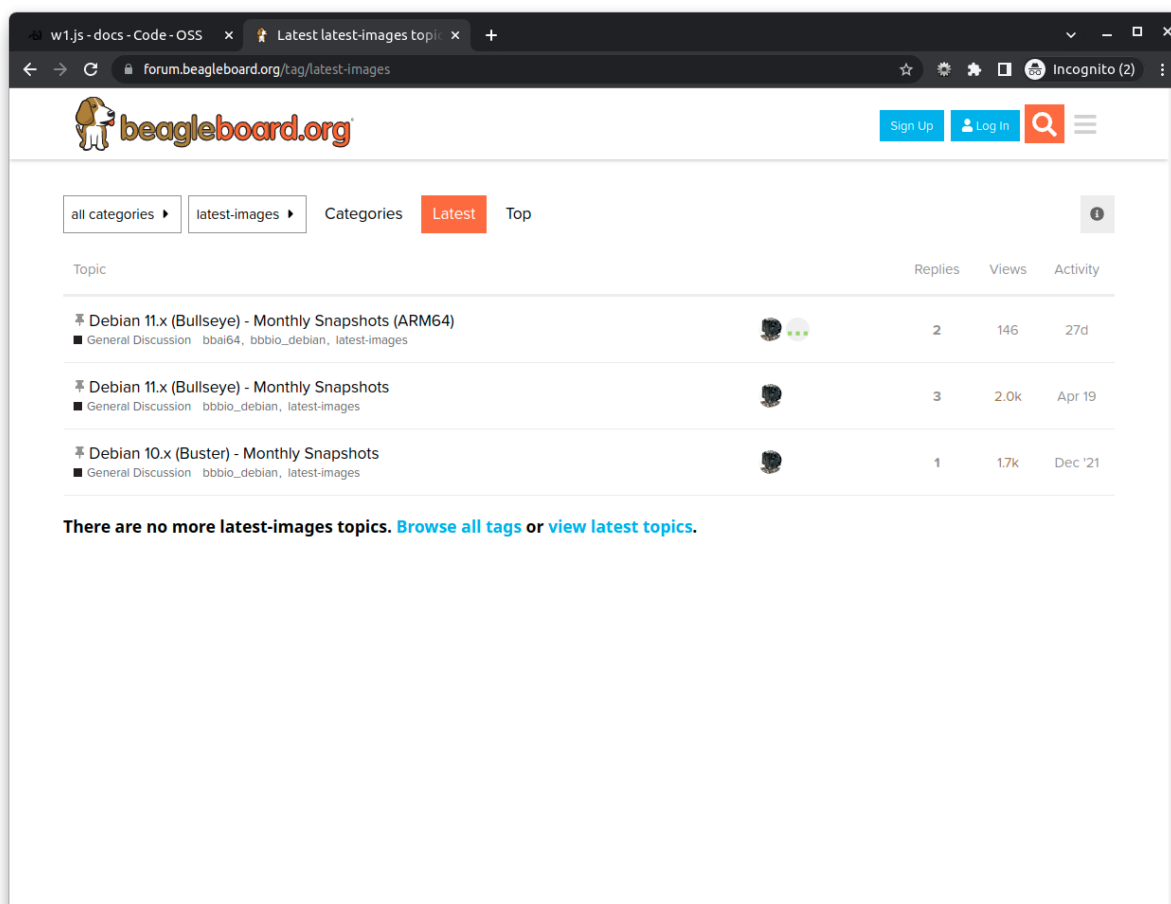 w1.js - docs - Code - OSS
Latest latest-images topic
forum.beagleboard.org/tag/latest-images
Incognito (2)
beagleboard.org
Sign Up
Log In
all categories
latest-images
Categories
Latest
Top
Topic
Replies
Views
Activity
Debian 11.x (Bullseye) - Monthly Snapshots (ARM64)
2
146
27d
General Discussion bbai64, bbbio_debian, latest-images
Debian 11.x (Bullseye) - Monthly Snapshots
3
2.0k
Apr 19
General Discussion bbbio_debian, latest-images
Debian 10.x (Buster) - Monthly Snapshots
1
1.7k
Dec '21
General Discussion bbbio_debian, latest-images
There are no more latest-images topics. Browse all tags or view latest topics.